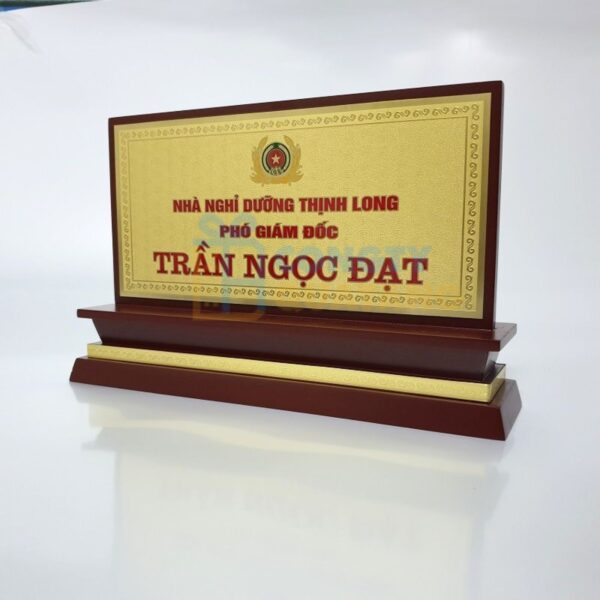 NHÀ NGHỈ DƯỠNG THỊNH LONG
PHÓ GIÁM ĐỐC
TRẦN NGỌC ĐẠT